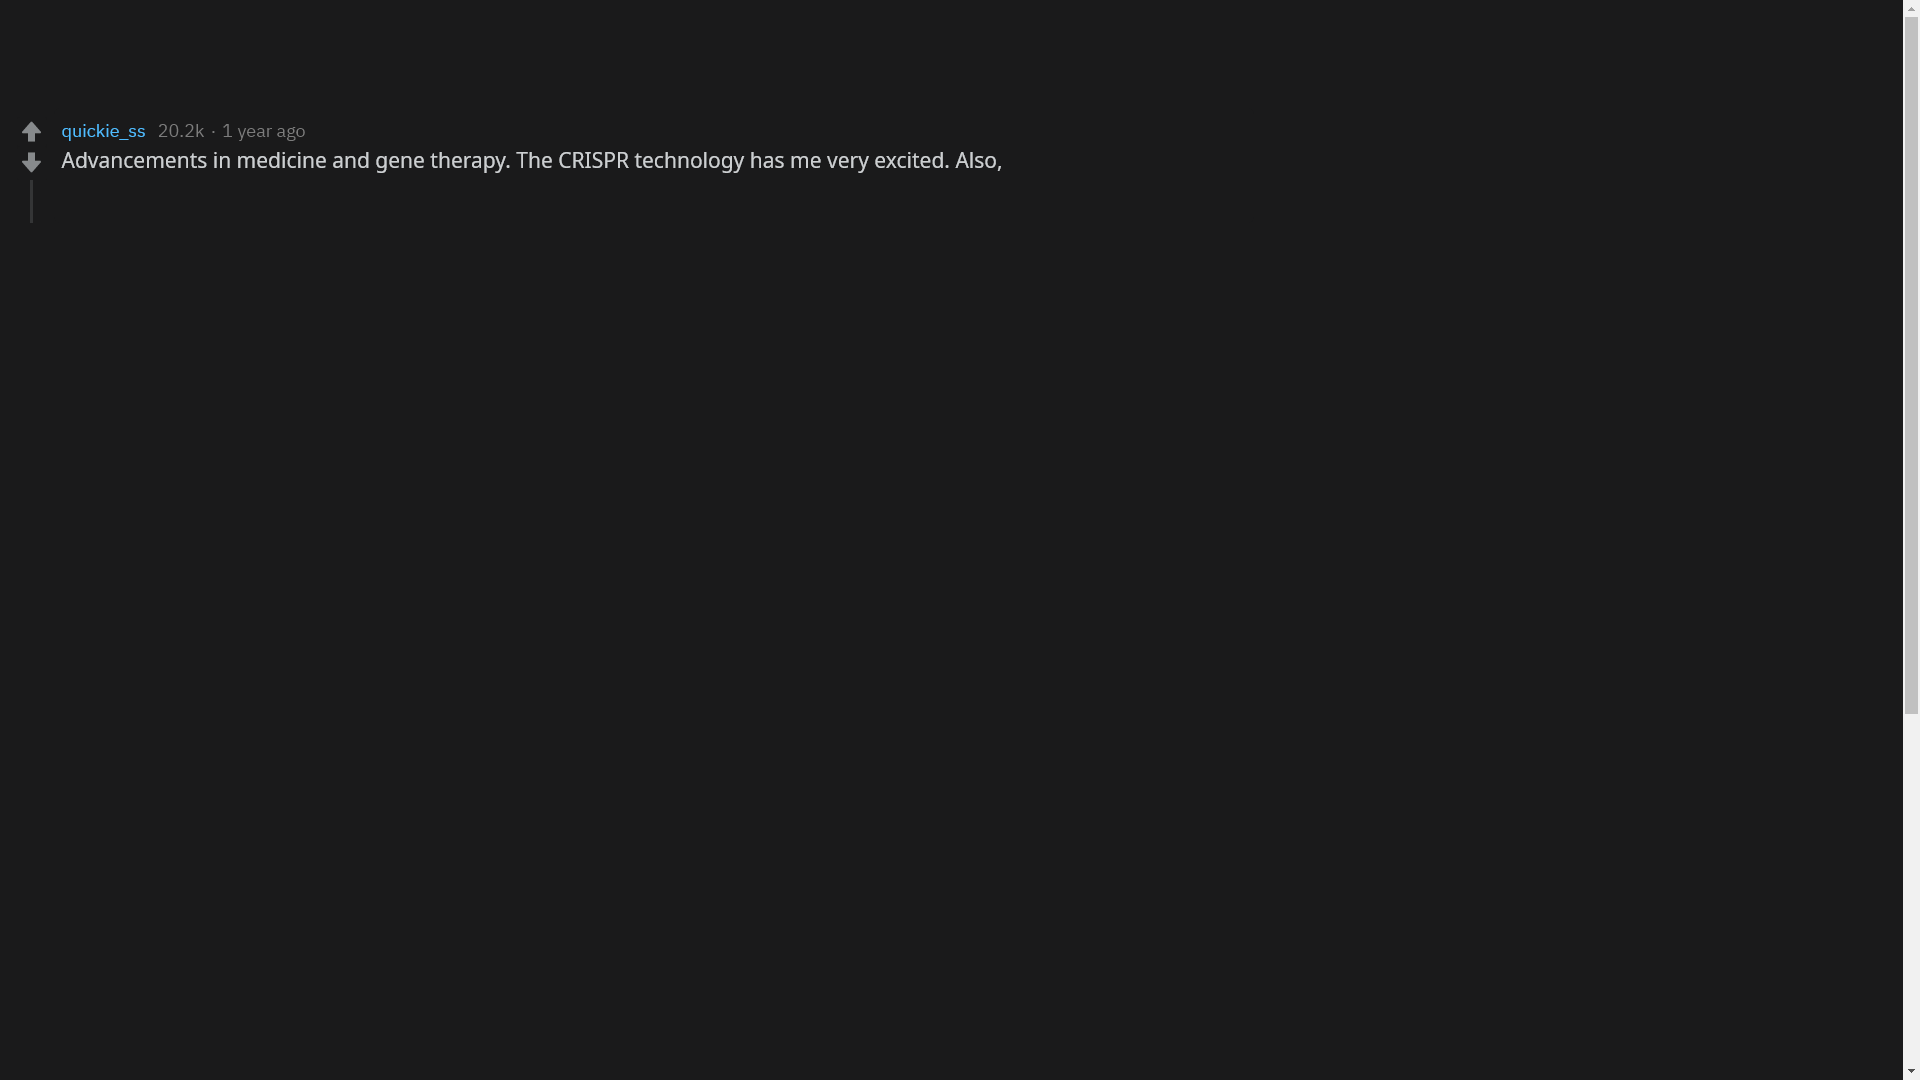 quickie_ss 20.2k · 1 year ago
Advancements in medicine and gene therapy. The CRISPR technology has me very excited. Also,